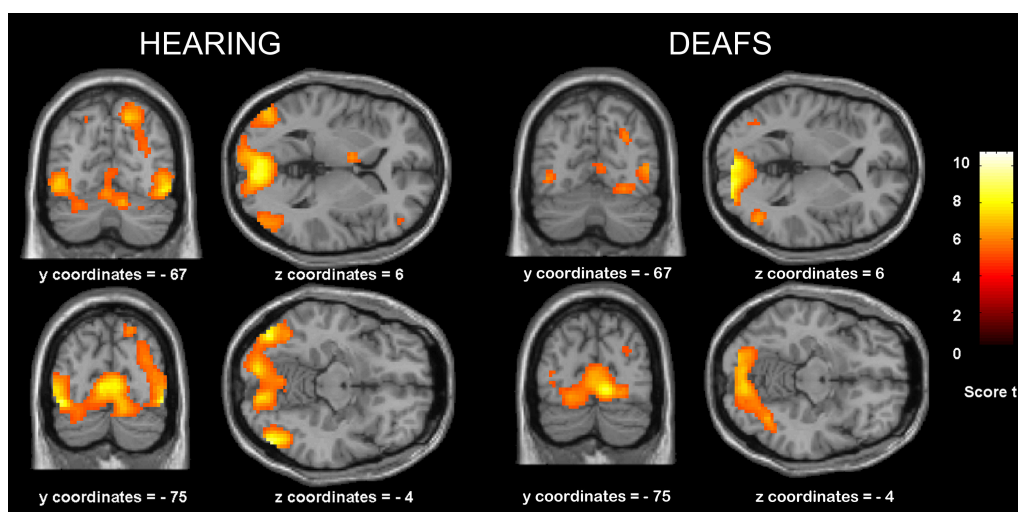 HEARING
DEAFS
y coordinates = - 67
z coordinates = 6
y coordinates = - 67
z coordinates = 6
10
8
6
4
2
0
Score t
y coordinates = - 75
z coordinates = - 4
y coordinates = - 75
z coordinates = - 4